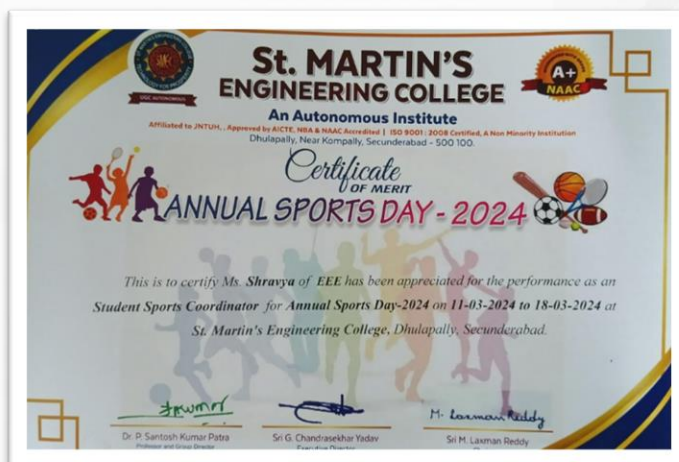 UGC AUTONOMOUS
St. MARTIN'S
ENGINEERING COLLEGE
An Autonomous Institute
Affiliated to JNTUH, , Approved by AICTE, NBA & NAAC Accredited | ISO 9001 : 2008 Certified, A Non Minority Institution
Dhulapally, Near Kompally, Secunderabad - 500 100.
A+
NAAC
Certificate
OF MERIT
ANNUAL SPORTS DAY - 2024
This is to certify Ms. Shravya of EEE has been appreciated for the performance as an
Student Sports Coordinator for Annual Sports Day-2024 on 11-03-2024 to 18-03-2024 at
St. Martin's Engineering College, Dhulapally, Secunderabad.
M. Laxman Reddy
Dr. P. Santosh Kumar Patra
Professor and Group Director
Sri G. Chandrasekhar Yadav
Executive Director
Sri M. Laxman Reddy